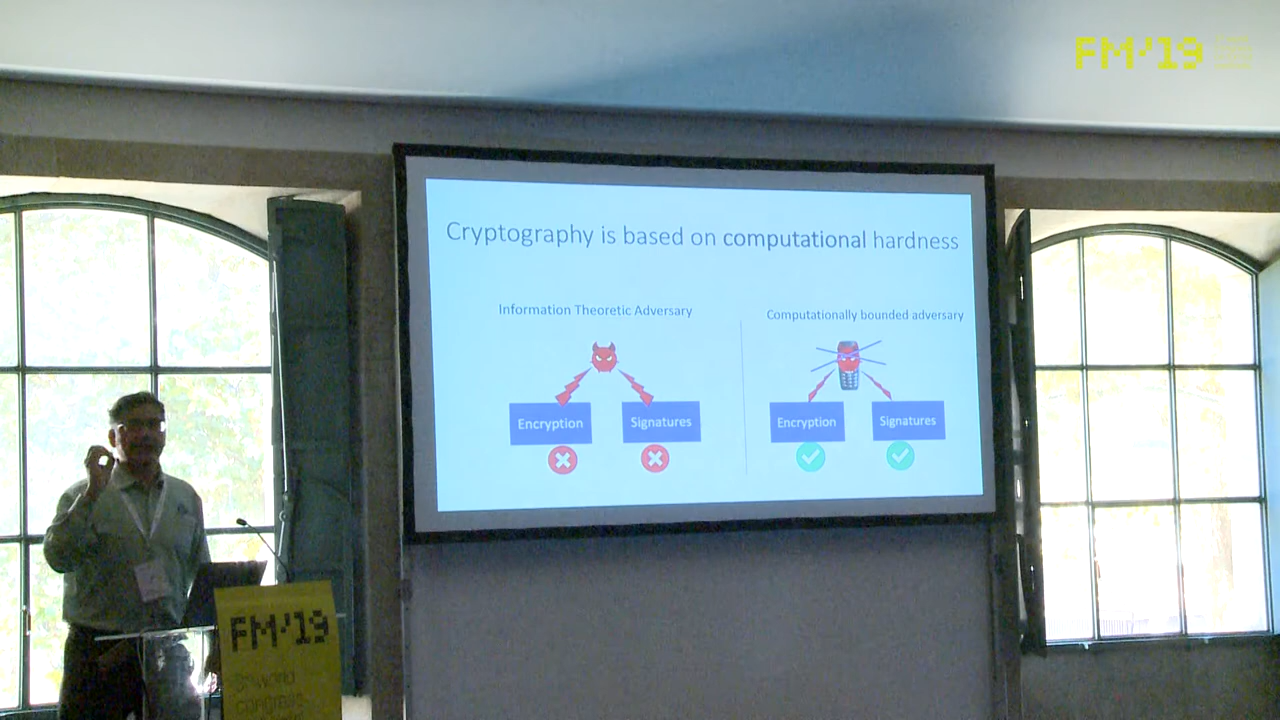 FM'19
Cryptography is based on computational hardness
Information Theoretic Adversary
Computationally bounded adversary
Encryption
Signatures
Encryption
Signatures
FM'19